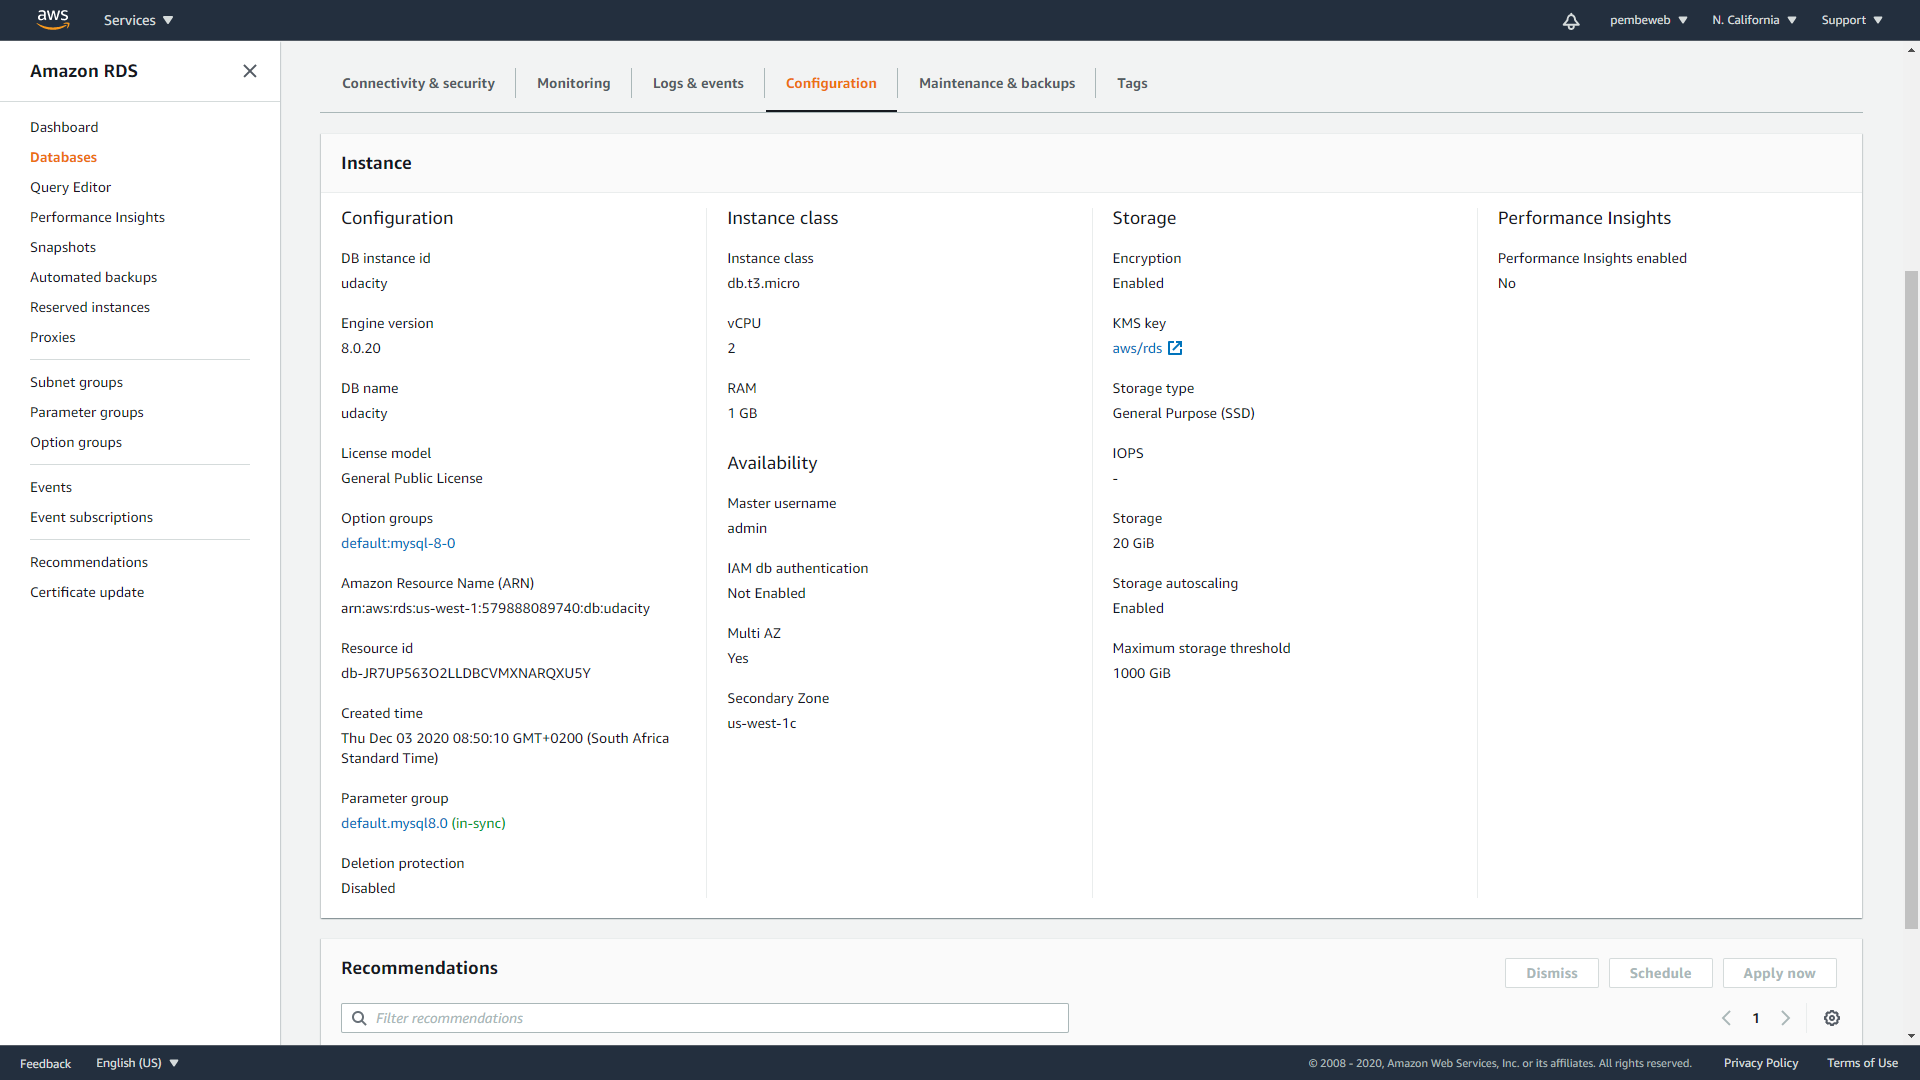 aws
Services
pembeweb
N. California
Support
Amazon RDS
Dashboard
Databases
Query Editor
Performance Insights
Snapshots
Automated backups
Reserved instances
Proxies
Subnet groups
Parameter groups
Option groups
Events
Event subscriptions
Recommendations
Certificate update
Connectivity & security
Monitoring
Logs & events
Configuration
Maintenance & backups
Tags
Instance
Configuration
DB instance id
udacity
Engine version
8.0.20
DB name
udacity
License model
General Public License
Option groups
default:mysql-8-0
Amazon Resource Name (ARN)
arn:aws:rds:us-west-1:579888089740:db:udacity
Resource id
db-JR7UP563O2LLDBCVMXNARQXU5Y
Created time
Thu Dec 03 2020 08:50:10 GMT+0200 (South Africa
Standard Time)
Parameter group
default.mysql8.0 (in-sync)
Deletion protection
Disabled
Instance class
Instance class
db.t3.micro
vCPU
2
RAM
1 GB
Availability
Master username
admin
IAM db authentication
Not Enabled
Multi AZ
Yes
Secondary Zone
us-west-1c
Storage
Encryption
Enabled
KMS key
aws/rds
Storage type
General Purpose (SSD)
IOPS
-
Storage
20 GiB
Storage autoscaling
Enabled
Maximum storage threshold
1000 GiB
Performance Insights
Performance Insights enabled
No
Recommendations
Dismiss
Schedule
Apply now
Filter recommendations
1
Feedback
English (US)
© 2008 - 2020, Amazon Web Services, Inc. or its affiliates. All rights reserved.
Privacy Policy
Terms of Use